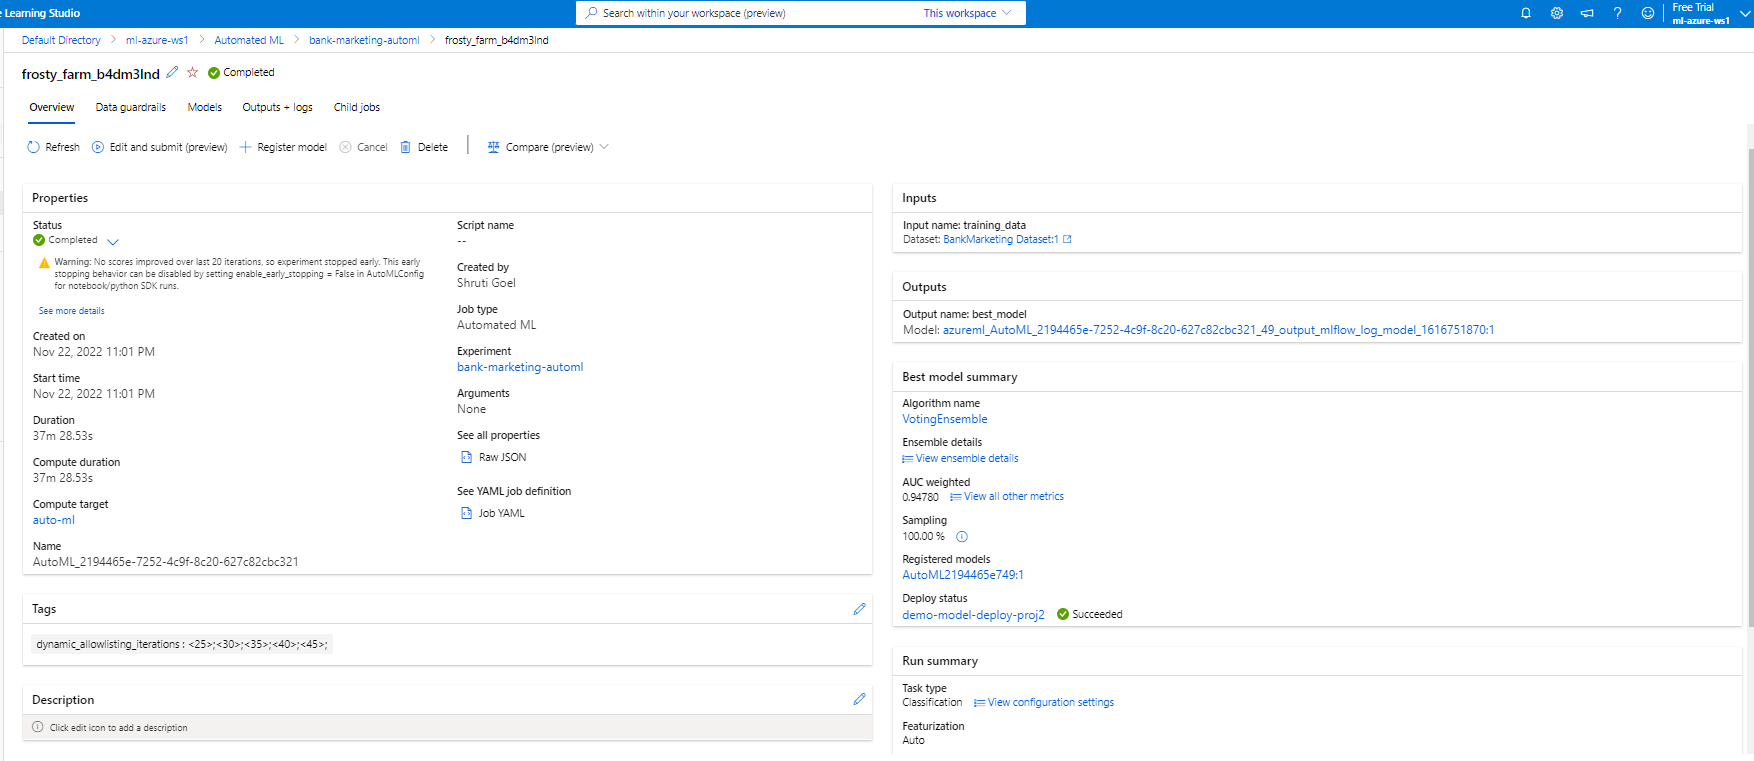 e Learning Studio
Search within your workspace (preview)
This workspace
Free Trial
ml-azure-ws1
Default Directory > ml-azure-ws1 > Automated ML > bank-marketing-automl > frosty_farm_b4dm3lnd
frosty_farm_b4dm3lnd
Completed
Overview
Data guardrails
Models
Outputs + logs
Child jobs
Refresh
Edit and submit (preview)
Register model
Cancel
Delete
Compare (preview)
Properties
Status
Completed
Warning: No scores improved over last 20 iterations, so experiment stopped early. This early
stopping behavior can be disabled by setting enable_early_stopping = False in AutoMLConfig
for notebook/python SDK runs.
See more details
Created on
Nov 22, 2022 11:01 PM
Start time
Nov 22, 2022 11:01 PM
Duration
37m 28.53s
Compute duration
37m 28.53s
Compute target
auto-ml
Name
AutoML_2194465e-7252-4c9f-8c20-627c82cbc321
Script name
--
Created by
Shruti Goel
Job type
Automated ML
Experiment
bank-marketing-automl
Arguments
None
See all properties
Raw JSON
See YAML job definition
Job YAML
Tags
dynamic_allowlisting_iterations : <25>;<30>;<35>;<40>;<45>;
Description
Click edit icon to add a description
Inputs
Input name: training_data
Dataset: BankMarketing Dataset:1
Outputs
Output name: best_model
Model: azureml_AutoML_2194465e-7252-4c9f-8c20-627c82cbc321_49_output_mlflow_log_model_1616751870:1
Best model summary
Algorithm name
VotingEnsemble
Ensemble details
View ensemble details
AUC weighted
0.94780
View all other metrics
Sampling
100.00 %
Registered models
AutoML2194465e749:1
Deploy status
demo-model-deploy-proj2
Succeeded
Run summary
Task type
Classification
View configuration settings
Featurization
Auto